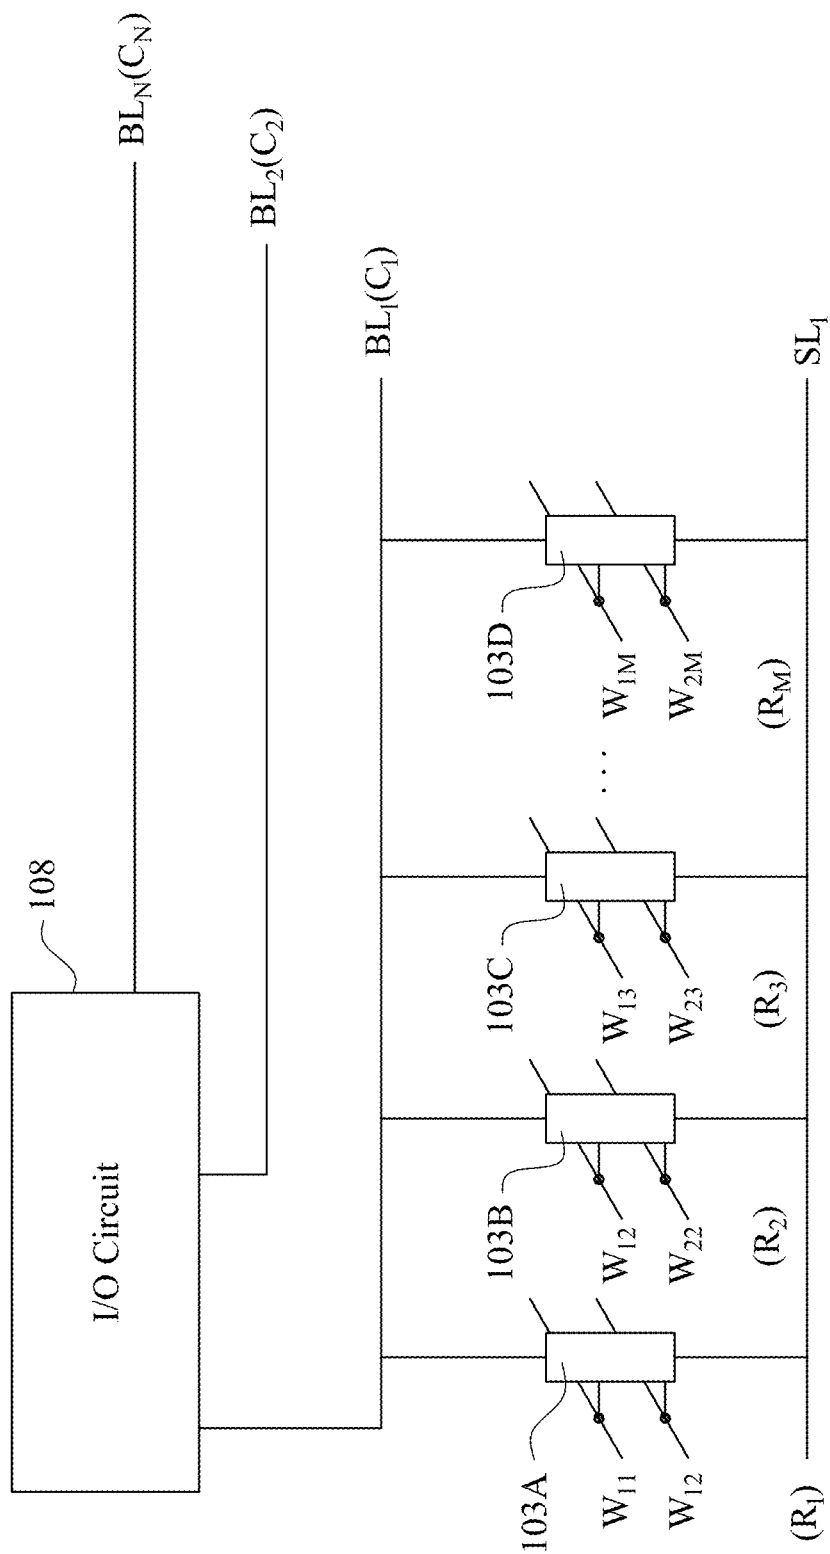 I/O Circuit
108
BL_N(C_N)
BL_2(C_2)
BL_1(C_1)
103A
103B
103C
103D
W_11
W_12
W_13
W_1M
. . .
W_12
W_22
W_23
W_2M
(R_1)
(R_2)
(R_3)
(R_M)
SL_1